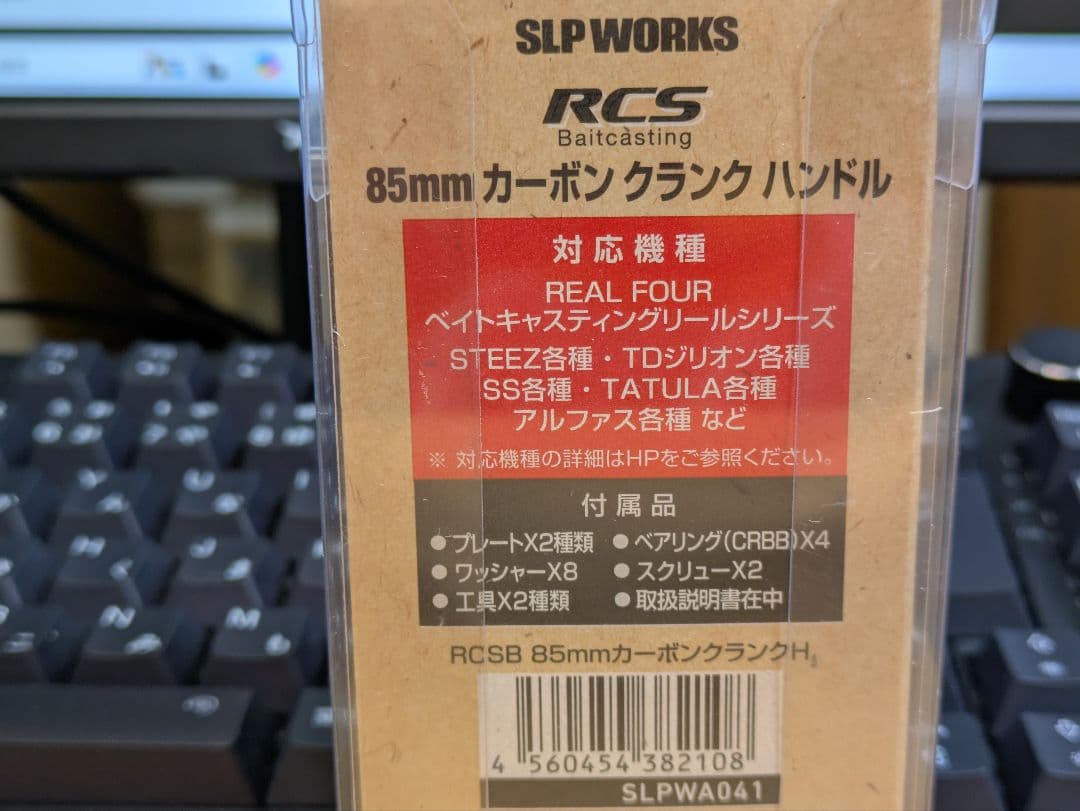 SLP WORKS
RCS
Baitcasting
85mm カーボン クランク ハンドル
対応機種
REAL FOUR
ベイトキャスティングリールシリーズ
STEEZ各種・TDジリオン各種
SS各種・TATULA各種
アルファス各種 など
※ 対応機種の詳細はHPをご参照ください。
付属品
●プレートX2種類 ●ベアリング(CRBB)X4
●ワッシャーX8 ●スクリューX2
●工具X2種類 ●取扱説明書在中
RCSB 85mmカーボンクランクH
4 560454 382108
SLPWA041